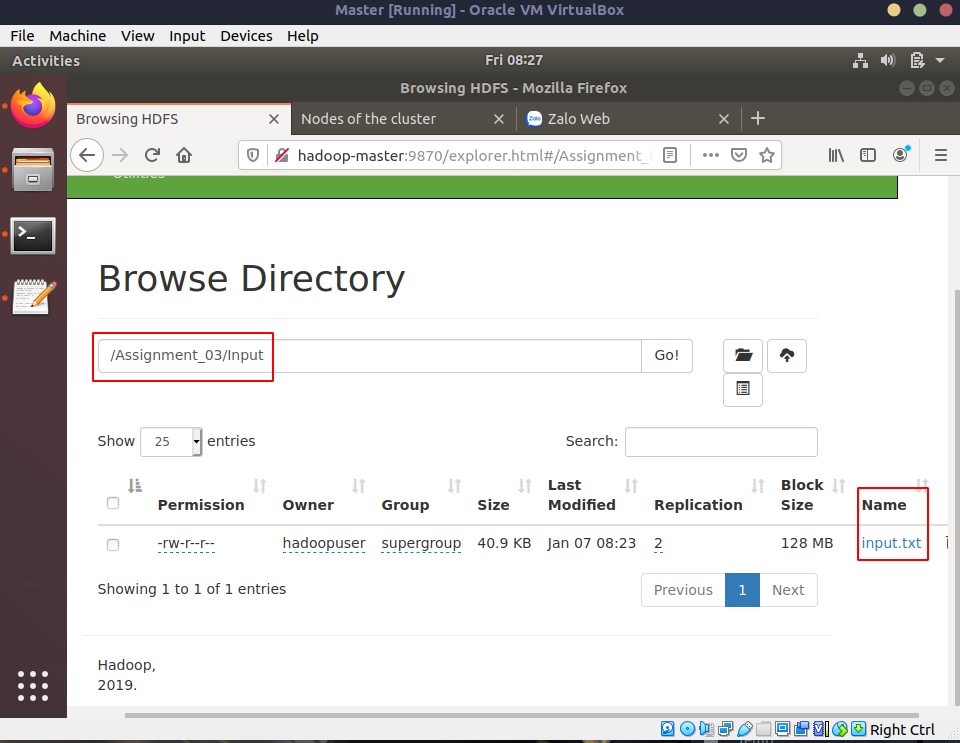 Master [Running] - Oracle VM VirtualBox
File Machine View Input Devices Help
Activities Fri 08:27
Browsing HDFS - Mozilla Firefox
Browsing HDFS Nodes of the cluster Zalo Zalo Web
hadoop-master:9870/explorer.html#/Assignment_
Utilities
Browse Directory
/Assignment_03/Input Go!
Show 25 entries Search:
Permission Owner Group Size Last Modified Replication Block Size Name
-rw-r--r-- hadoopuser supergroup 40.9 KB Jan 07 08:23 2 128 MB input.txt
Showing 1 to 1 of 1 entries Previous 1 Next
Hadoop,
2019.
Right Ctrl